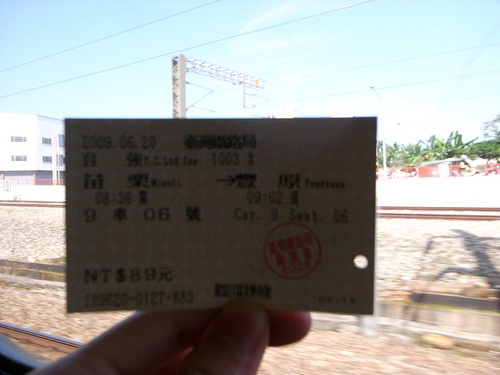 2009.06.20 臺灣鐵路局
自 強 T.C.Ltd Exp 1003 次
苗 栗 Miaoli →豐 原 Fengyuan
08:36 開 09:02 到
9 車 06 號 Car. 9 Seat. 06
NT$89元